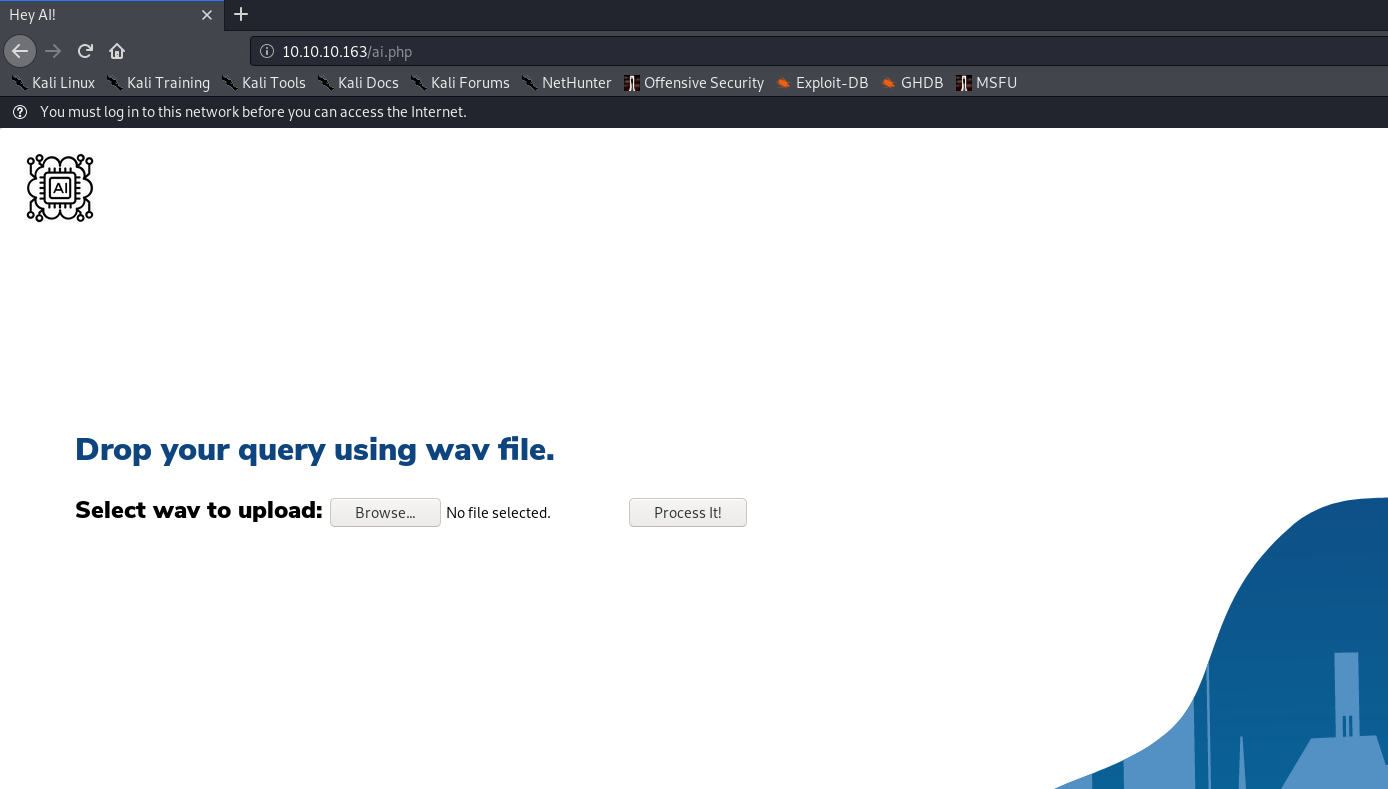 Hey AI!
10.10.10.163/ai.php
Kali Linux Kali Training Kali Tools Kali Docs Kali Forums NetHunter Offensive Security Exploit-DB GHDB MSFU
You must log in to this network before you can access the Internet.
AI
Drop your query using wav file.
Select wav to upload: Browse... No file selected. Process It!